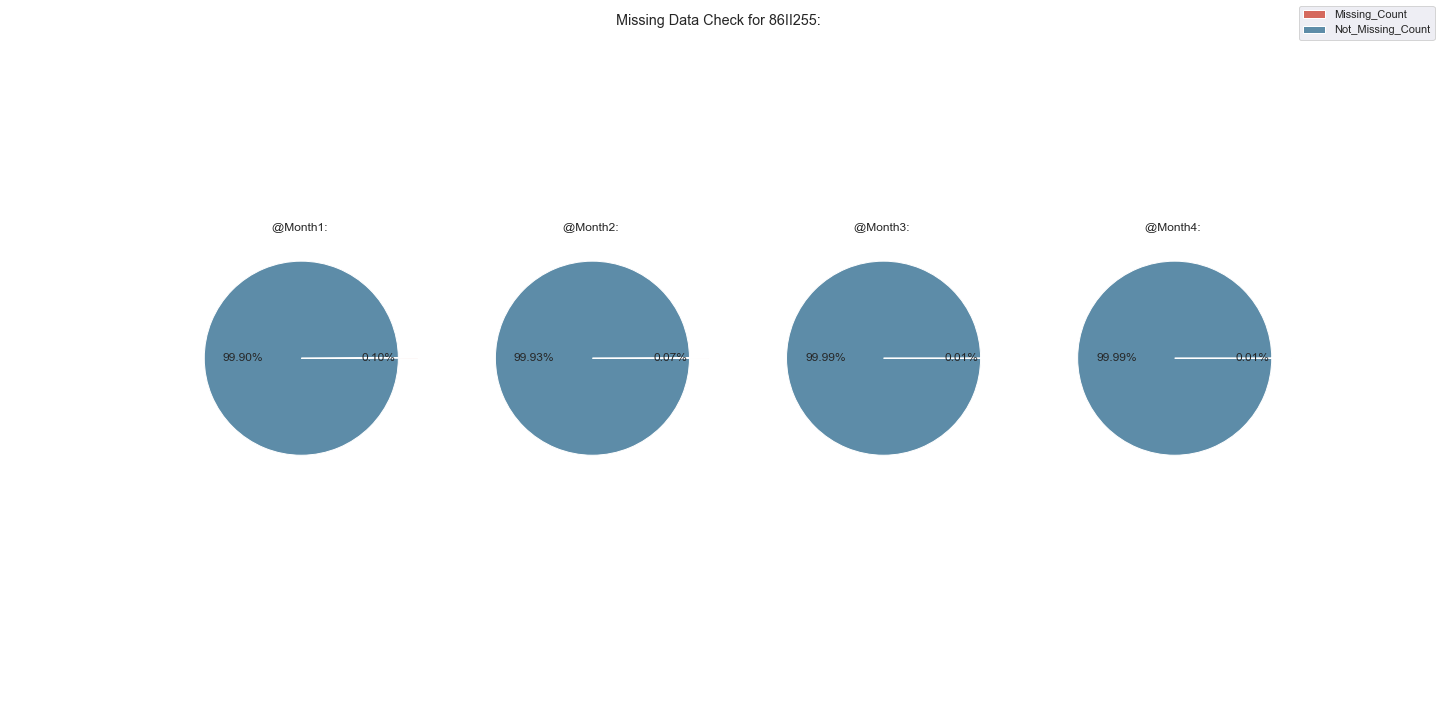 Missing Data Check for 86II255:
Missing_Count
Not_Missing_Count
@Month1:
@Month2:
@Month3:
@Month4:
99.90%
0.10%
99.93%
0.07%
99.99%
0.01%
99.99%
0.01%